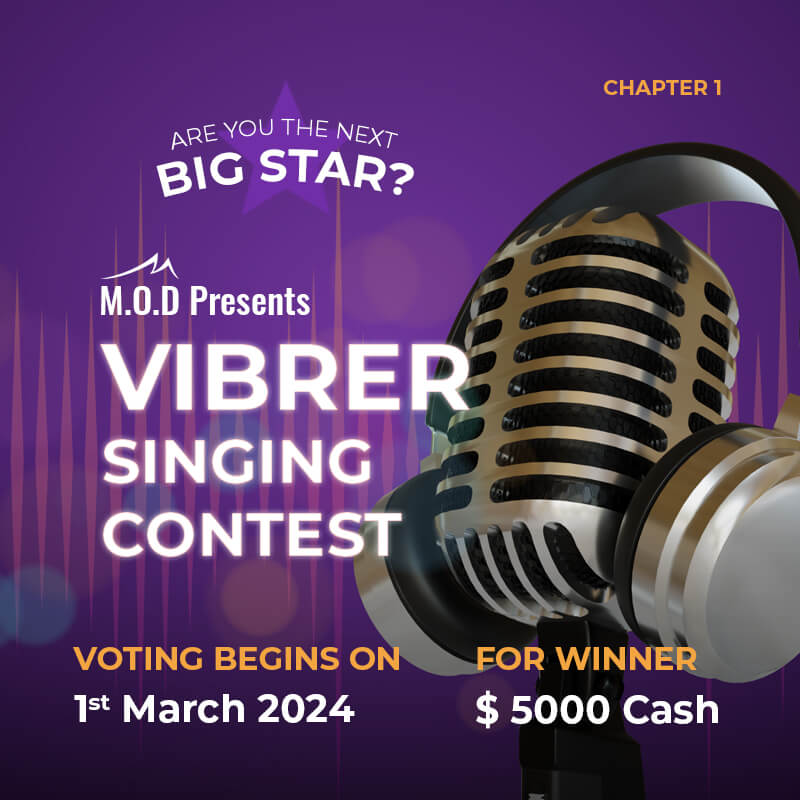 CHAPTER 1
ARE YOU THE NEXT
BIG STAR?
M.O.D Presents
VIBRER
SINGING
CONTEST
VOTING BEGINS ON
1st March 2024
FOR WINNER
$ 5000 Cash